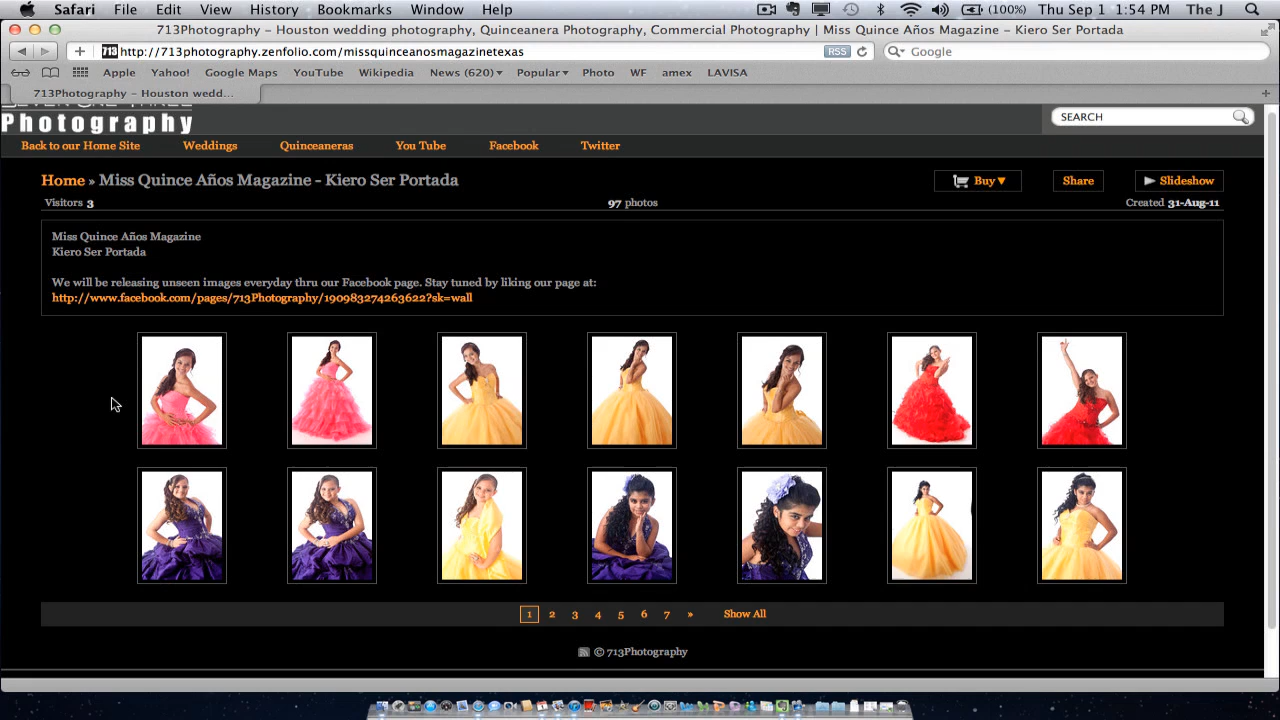 Safari File Edit View History Bookmarks Window Help (100%) Thu Sep 1 1:54 PM The J
713Photography - Houston wedding photography, Quinceanera Photography, Commercial Photography | Miss Quince Años Magazine - Kiero Ser Portada
713 http://713photography.zenfolio.com/missquinceanosmagazinetexas RSS Google
Apple Yahoo! Google Maps YouTube Wikipedia News (620) Popular Photo WF amex LAVISA
713Photography – Houston wedd...
Photography
SEARCH
Back to our Home Site Weddings Quinceaneras You Tube Facebook Twitter
Home » Miss Quince Años Magazine - Kiero Ser Portada Buy Share Slideshow
Visitors 3 97 photos Created 31-Aug-11
Miss Quince Años Magazine
Kiero Ser Portada
We will be releasing unseen images everyday thru our Facebook page. Stay tuned by liking our page at:
http://www.facebook.com/pages/713Photography/190983274263622?sk=wall
1 2 3 4 5 6 7 » Show All
© 713Photography